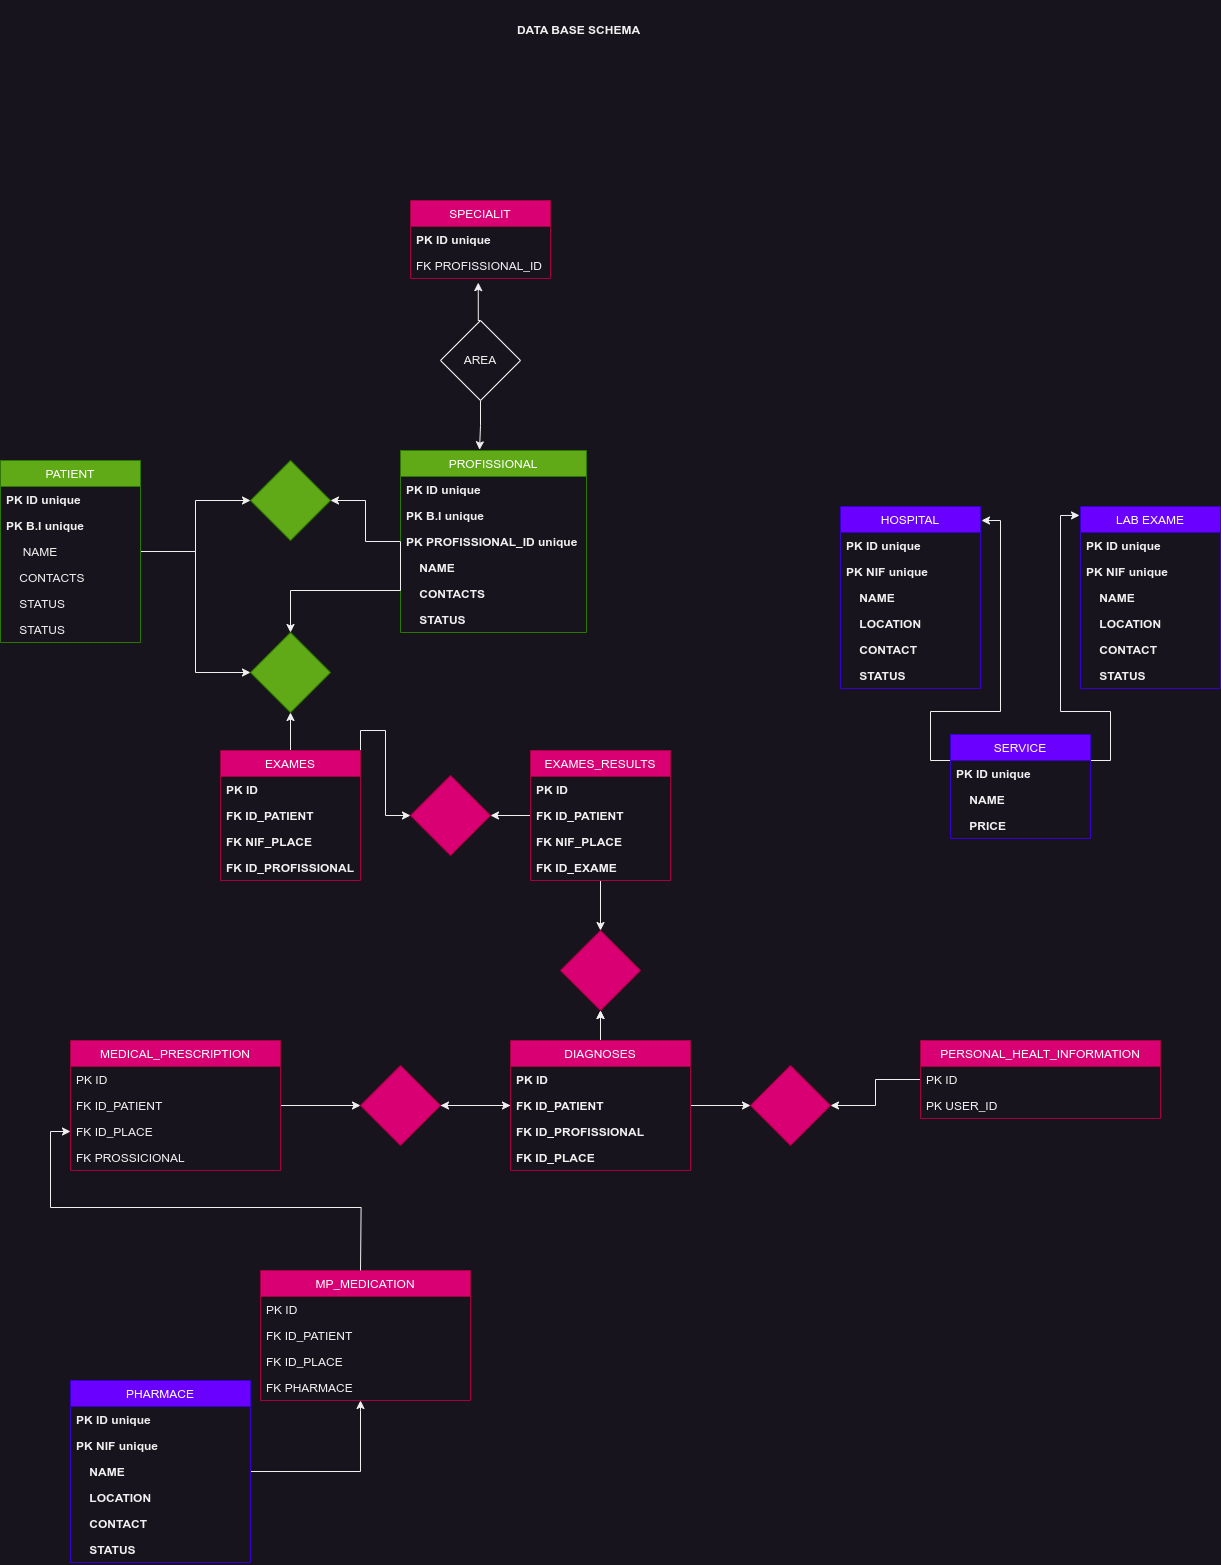 DATA BASE SCHEMA
SPECIALIT
PK ID unique
FK PROFISSIONAL_ID
AREA
PATIENT
PK ID unique
PK B.I unique
NAME
CONTACTS
STATUS
STATUS
PROFISSIONAL
PK ID unique
PK B.I unique
PK PROFISSIONAL_ID unique
NAME
CONTACTS
STATUS
HOSPITAL
PK ID unique
PK NIF unique
NAME
LOCATION
CONTACT
STATUS
LAB EXAME
PK ID unique
PK NIF unique
NAME
LOCATION
CONTACT
STATUS
SERVICE
PK ID unique
NAME
PRICE
EXAMES
PK ID
FK ID_PATIENT
FK NIF_PLACE
FK ID_PROFISSIONAL
EXAMES_RESULTS
PK ID
FK ID_PATIENT
FK NIF_PLACE
FK ID_EXAME
MEDICAL_PRESCRIPTION
PK ID
FK ID_PATIENT
FK ID_PLACE
FK PROSSICIONAL
DIAGNOSES
PK ID
FK ID_PATIENT
FK ID_PROFISSIONAL
FK ID_PLACE
PERSONAL_HEALT_INFORMATION
PK ID
PK USER_ID
MP_MEDICATION
PK ID
FK ID_PATIENT
FK ID_PLACE
FK PHARMACE
PHARMACE
PK ID unique
PK NIF unique
NAME
LOCATION
CONTACT
STATUS